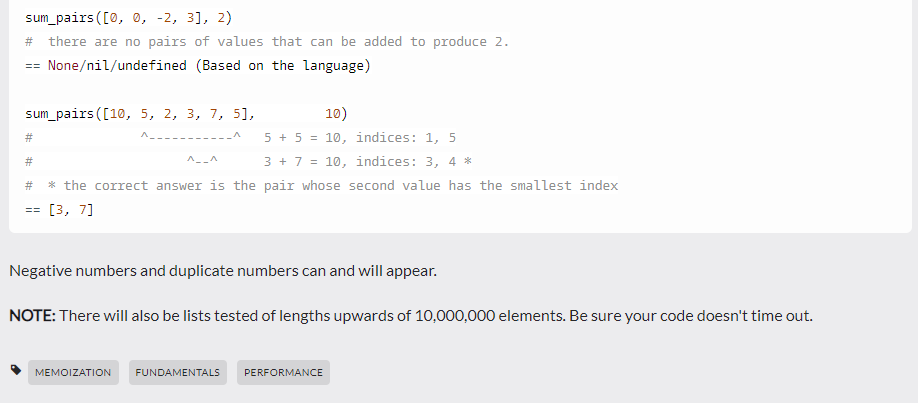 sum_pairs([0, 0, -2, 3], 2)
#  there are no pairs of values that can be added to produce 2.
== None/nil/undefined (Based on the language)
sum_pairs([10, 5, 2, 3, 7, 5],         10)
#              ^-----------^   5 + 5 = 10, indices: 1, 5
#                    ^--^      3 + 7 = 10, indices: 3, 4 *
#  * the correct answer is the pair whose second value has the smallest index
== [3, 7]
Negative numbers and duplicate numbers can and will appear.
NOTE: There will also be lists tested of lengths upwards of 10,000,000 elements. Be sure your code doesn't time out.
MEMOIZATION FUNDAMENTALS PERFORMANCE